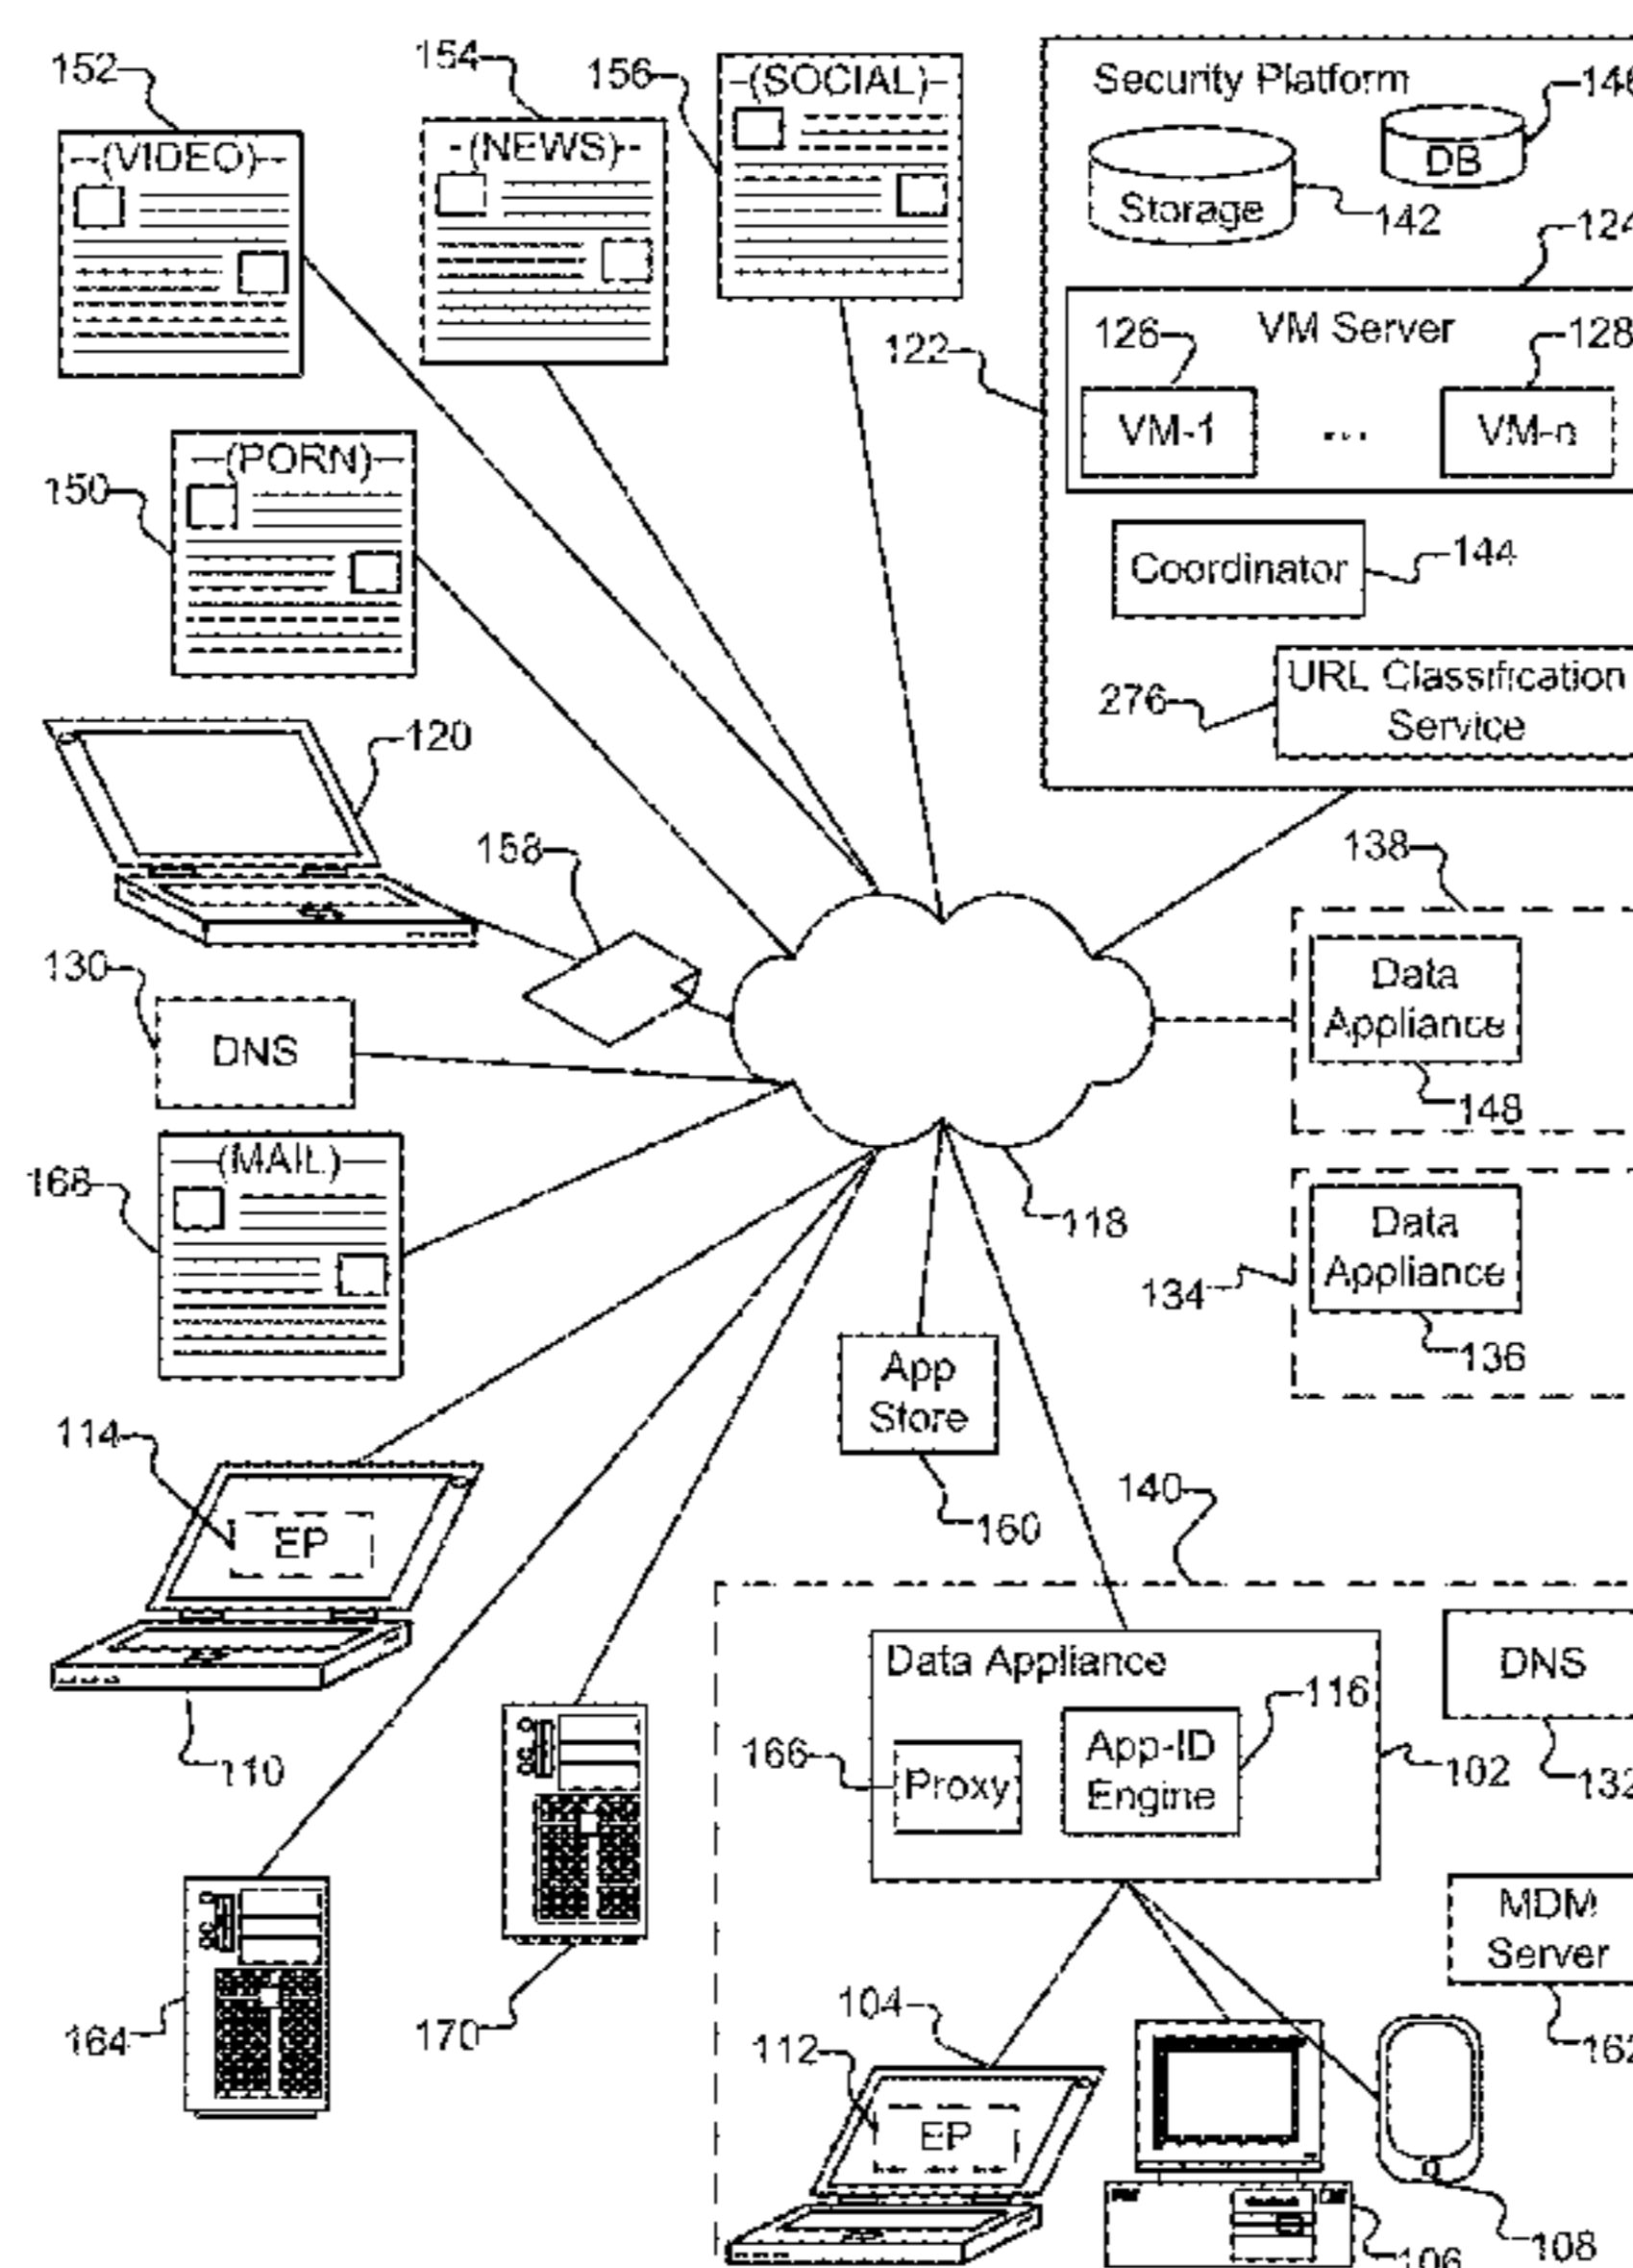 152
154
156
(VIDEO)
(NEWS)
(SOCIAL)
Security Platform
146
DB
Storage
142
124
122
126
VM Server
128
VM-1
...
VM-n
150
(PORN)
Coordinator
144
276
URL Classification
Service
120
158
138
130
DNS
Data
Appliance
148
168
(MAIL)
118
134
Data
Appliance
136
App
Store
160
114
EP
110
140
Data Appliance
DNS
116
166
Proxy
App-ID
Engine
102
132
MDM
Server
162
164
170
104
112
EP
108
106